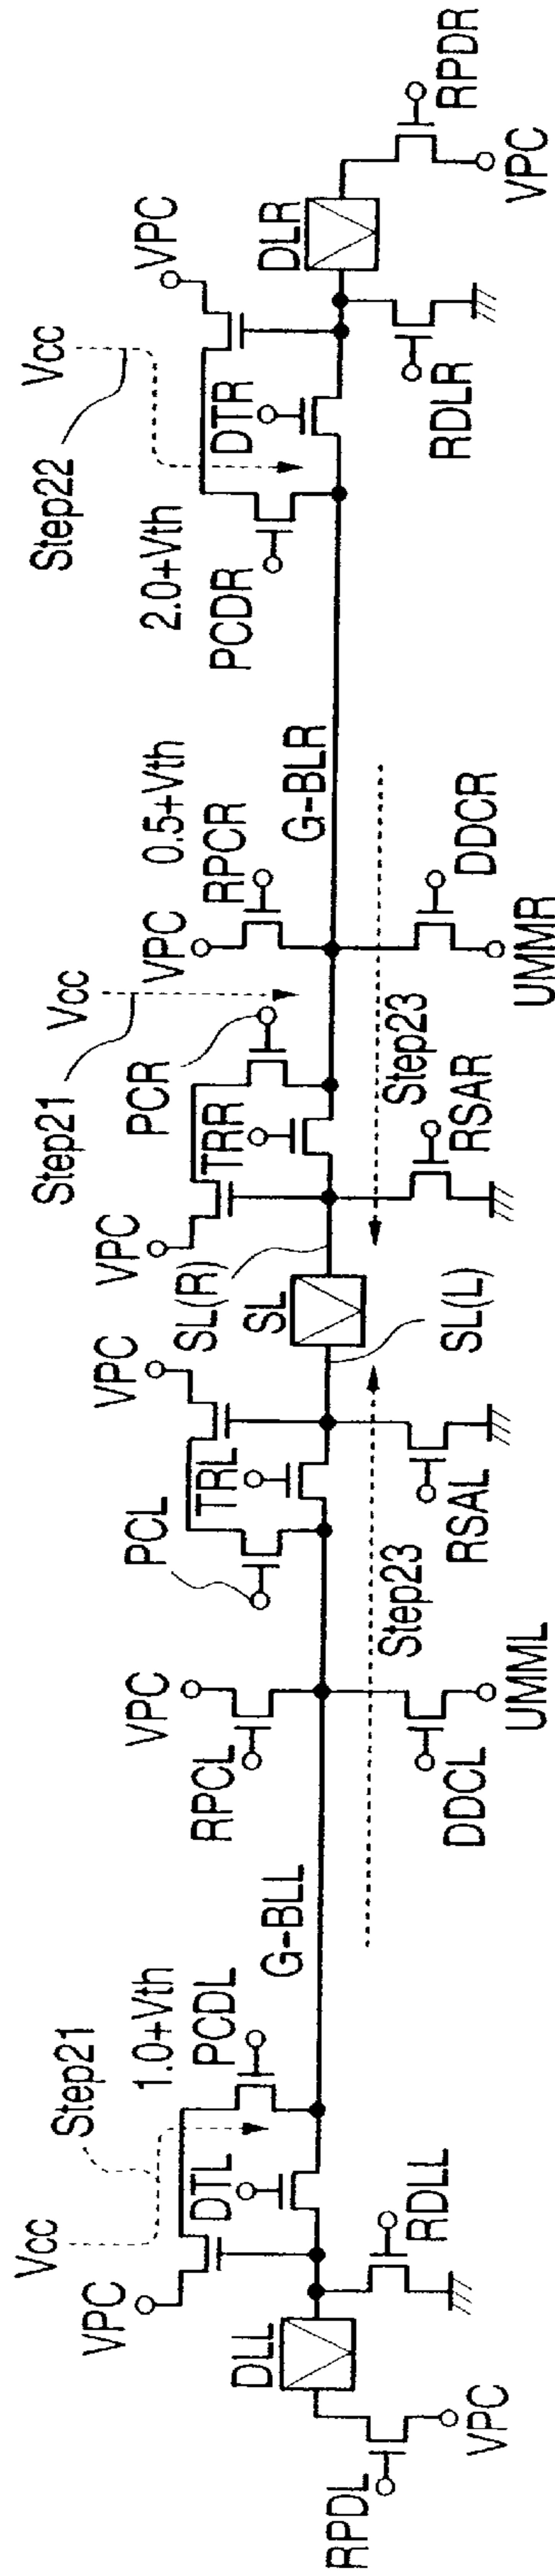 RPDL
VPC
DLL
RDLL
VPC
Vcc
Step21
DTL
1.0+Vth
PCDL
G-BLL
RPCL
VPC
DDCL
UMML
Step23
PCL
TRL
VPC
RSAL
SL(L)
SL
SL(R)
VPC
TRR
PCR
Step21
Vcc
RSAR
Step23
VPC
RPCR
0.5+Vth
DDCR
UMMR
G-BLR
PCDR
2.0+Vth
Step22
Vcc
DTR
VPC
RDLR
DLR
RPDR
VPC